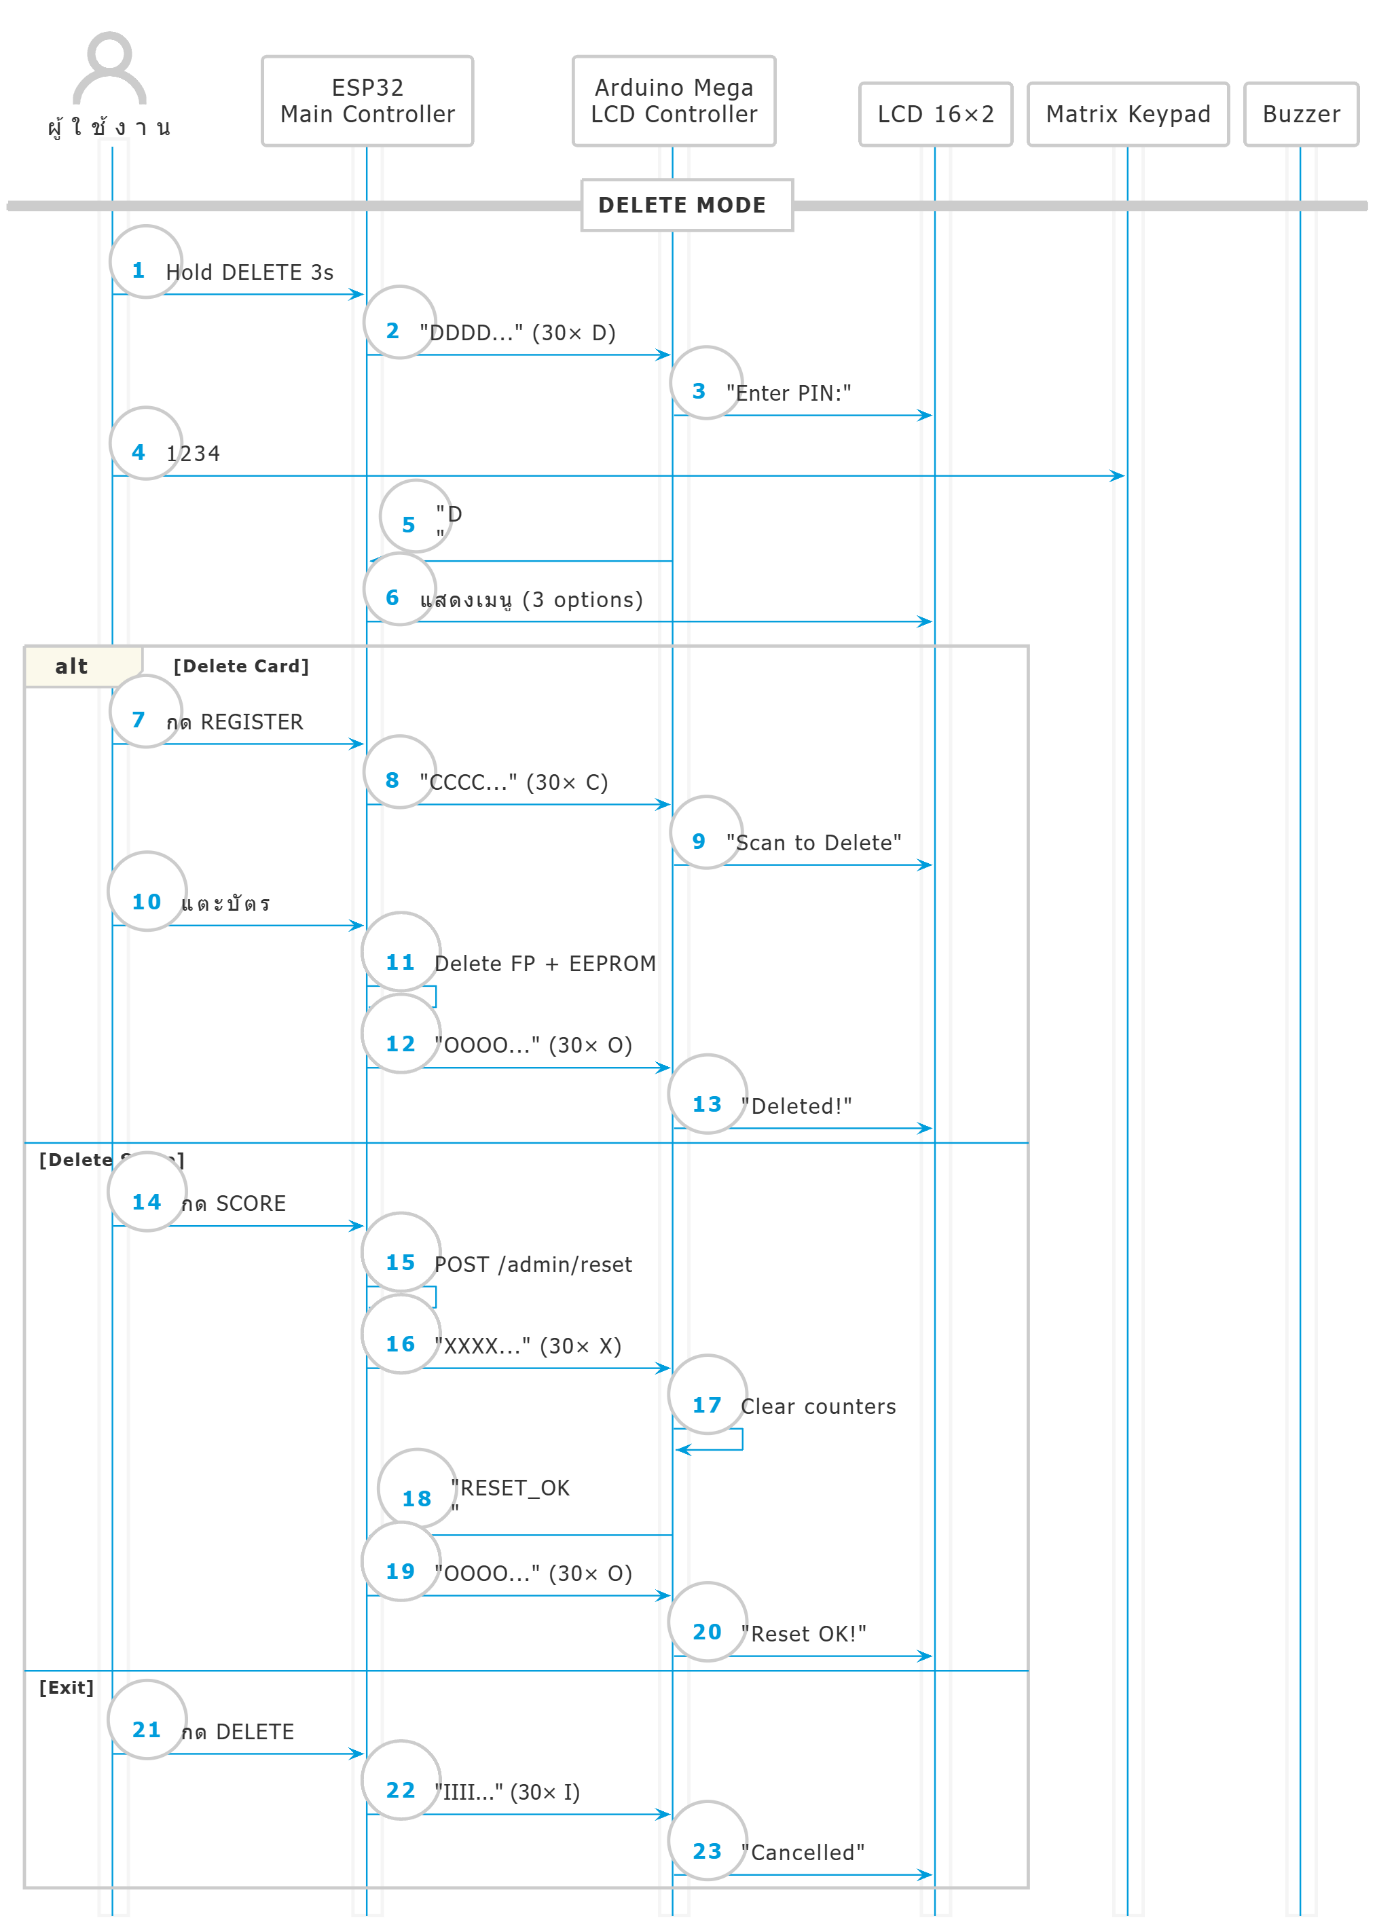 ผู้ใช้งาน
ESP32
Main Controller
Arduino Mega
LCD Controller
LCD 16×2
Matrix Keypad
Buzzer
DELETE MODE
1 Hold DELETE 3s
2 "DDDD..." (30× D)
3 "Enter PIN:"
4 1234
5 "D
"
6 แสดงเมนู (3 options)
alt [Delete Card]
7 กด REGISTER
8 "CCCC..." (30× C)
9 "Scan to Delete"
10 แตะบัตร
11 Delete FP + EEPROM
12 "OOOO..." (30× O)
13 "Deleted!"
[Delete
14 กด SCORE
15 POST /admin/reset
16 "XXXX..." (30× X)
17 Clear counters
18 "RESET_OK
"
19 "OOOO..." (30× O)
20 "Reset OK!"
[Exit]
21 กด DELETE
22 "IIII..." (30× I)
23 "Cancelled"